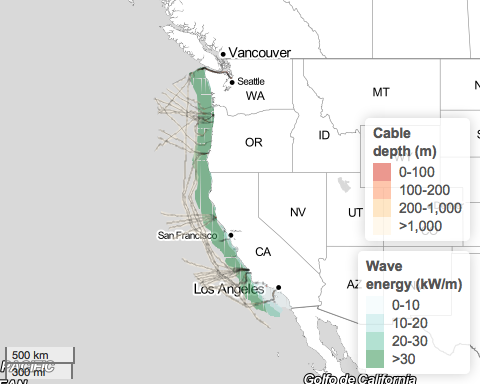 Vancouver
Seattle
WA
MT
OR
ID
Cable
depth (m)
0-100
100-200
200-1,000
>1,000
NV
UT
San Francisco
CA
Wave
energy (kW/m)
0-10
10-20
20-30
>30
Los Angeles
AZ
500 km
300 mi
PACIFIC
Golfo de California